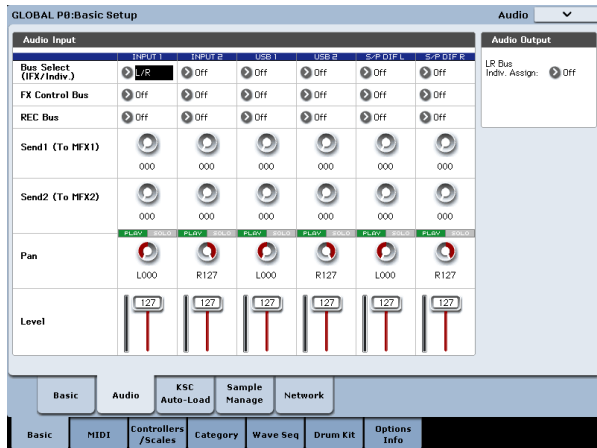 GLOBAL P0:Basic Setup
Audio
Audio Input
INPUT 1 INPUT 2 USB 1 USB 2 S/P DIF L S/P DIF R
Bus Select
(IFX/Indiv.)
L/R Off Off Off Off Off
FX Control Bus Off Off Off Off Off Off
REC Bus Off Off Off Off Off Off
Send1 (To MFX1)
000 000 000 000 000 000
Send2 (To MFX2)
000 000 000 000 000 000
PLAY SOLO PLAY SOLO PLAY SOLO PLAY SOLO PLAY SOLO PLAY SOLO
Pan
L000 R127 L000 R127 L000 R127
127 127 127 127 127 127
Level
Audio Output
LR Bus
Indiv. Assign: Off
Basic
Audio
KSC
Auto-Load
Sample
Manage
Network
Basic
MIDI
Controllers
/Scales
Category
Wave Seq
Drum Kit
Options
Info